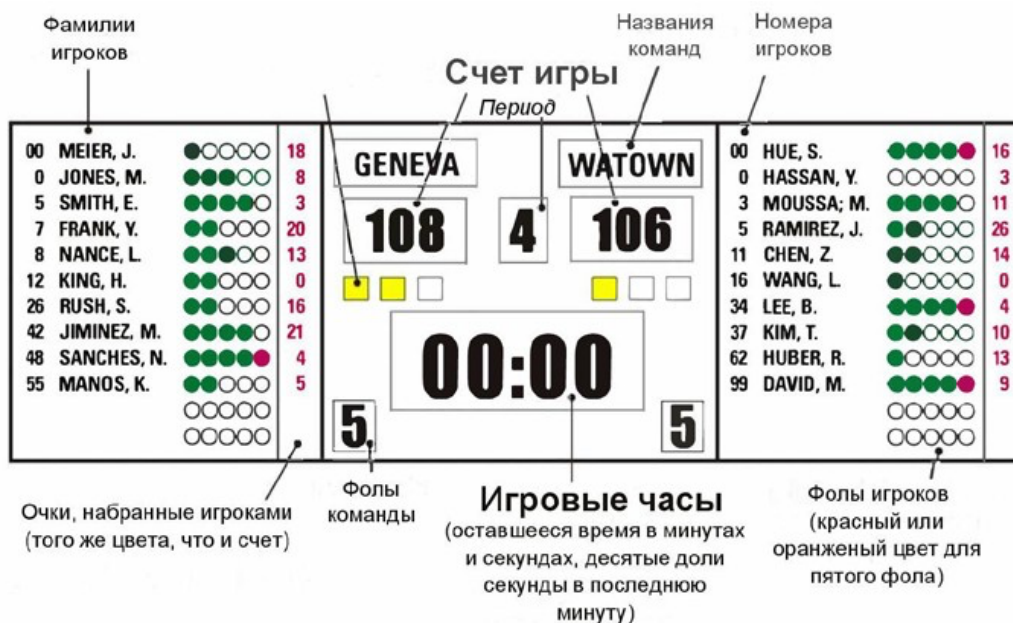 Фамилии
игроков
Названия
команд
Номера
игроков
Счет игры
Период
00 MEIER, J. 18
0 JONES, M. 8
5 SMITH, E. 3
7 FRANK, Y. 20
8 NANCE, L. 13
12 KING, H. 0
26 RUSH, S. 16
42 JIMINEZ, M. 21
48 SANCHES, N. 4
55 MANOS, K. 5
GENEVA WATOWN
108 4 106
00:00
5 5
00 HUE, S. 16
0 HASSAN, Y. 3
3 MOUSSA; M. 11
5 RAMIREZ, J. 26
11 CHEN, Z. 14
16 WANG, L. 0
34 LEE, B. 4
37 KIM, T. 10
62 HUBER, R. 13
99 DAVID, M. 9
Очки, набранные игроками
(того же цвета, что и счет)
Фолы
команды
Игровые часы
(оставшееся время в минутах
и секундах, десятые доли
секунды в последнюю
минуту)
Фолы игроков
(красный или
оранженый цвет для
пятого фола)